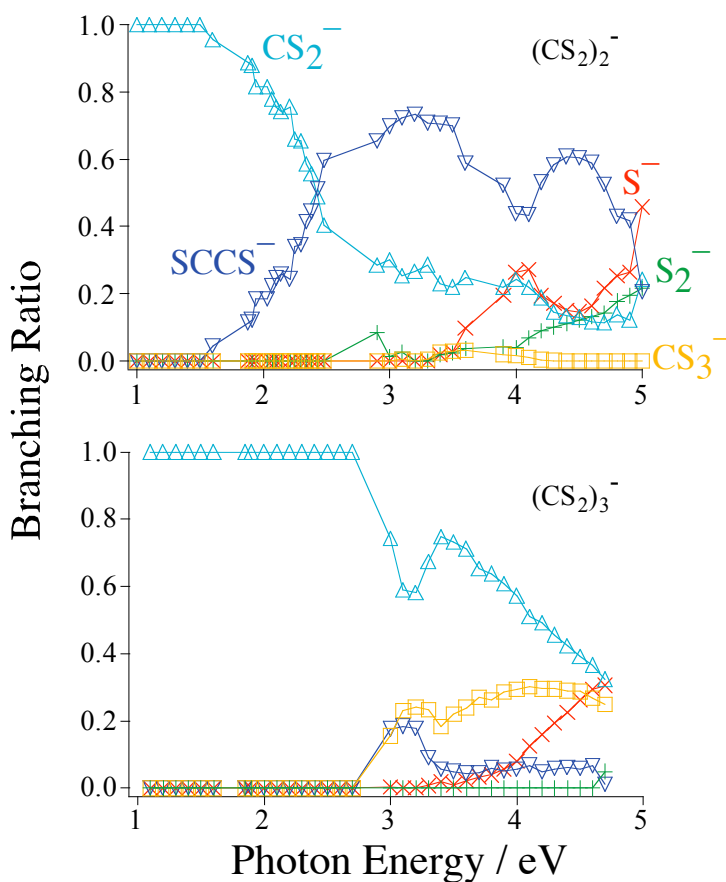 Branching Ratio
1.0
0.8
0.6
0.4
0.2
0.0
CS₂⁻
(CS₂)₂⁻
SCCS⁻
S⁻
S₂⁻
CS₃⁻
1 2 3 4 5
1.0
0.8
0.6
0.4
0.2
0.0
(CS₂)₃⁻
1 2 3 4 5
Photon Energy / eV